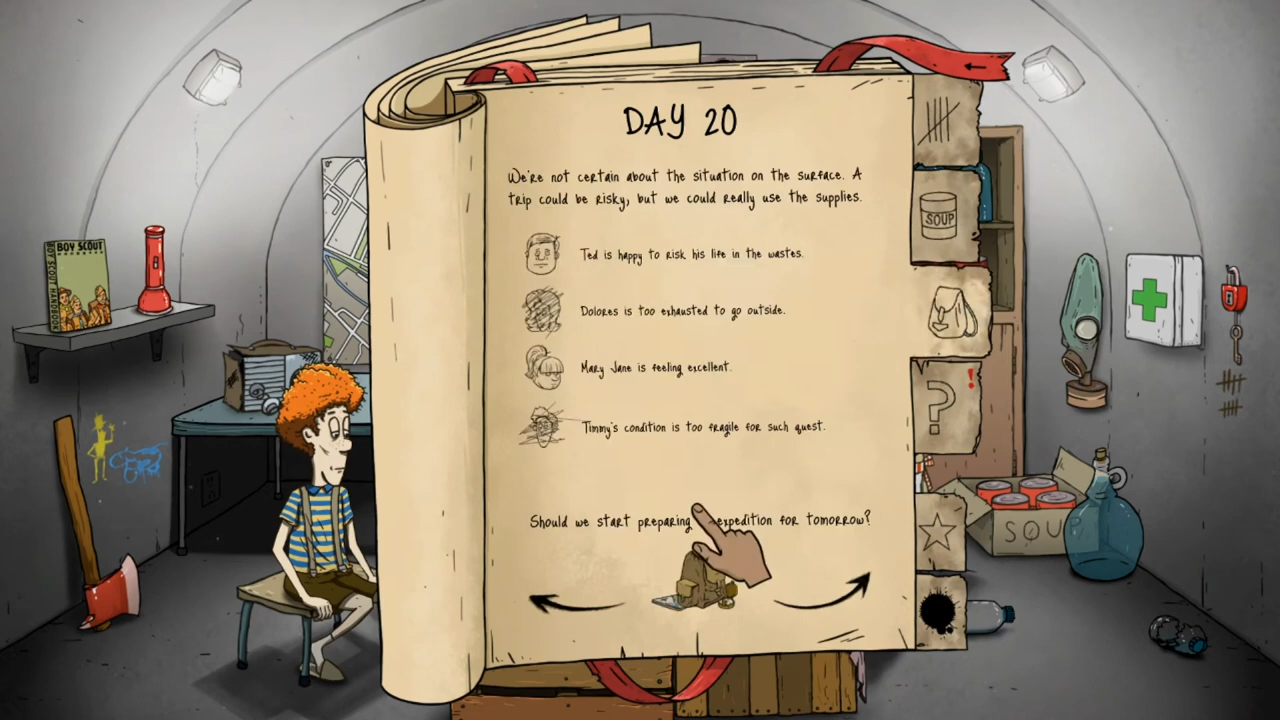 DAY 20
We're not certain about the situation on the surface. A
trip could be risky, but we could really use the supplies.
Ted is happy to risk his life in the wastes.
Dolores is too exhausted to go outside.
Mary Jane is feeling excellent.
Timmy's condition is too fragile for such quest.
Should we start preparing expedition for tomorrow?
SOUP
?
!
BOY SCOUT
BOY SCOUT HANDBOOK
SOUP